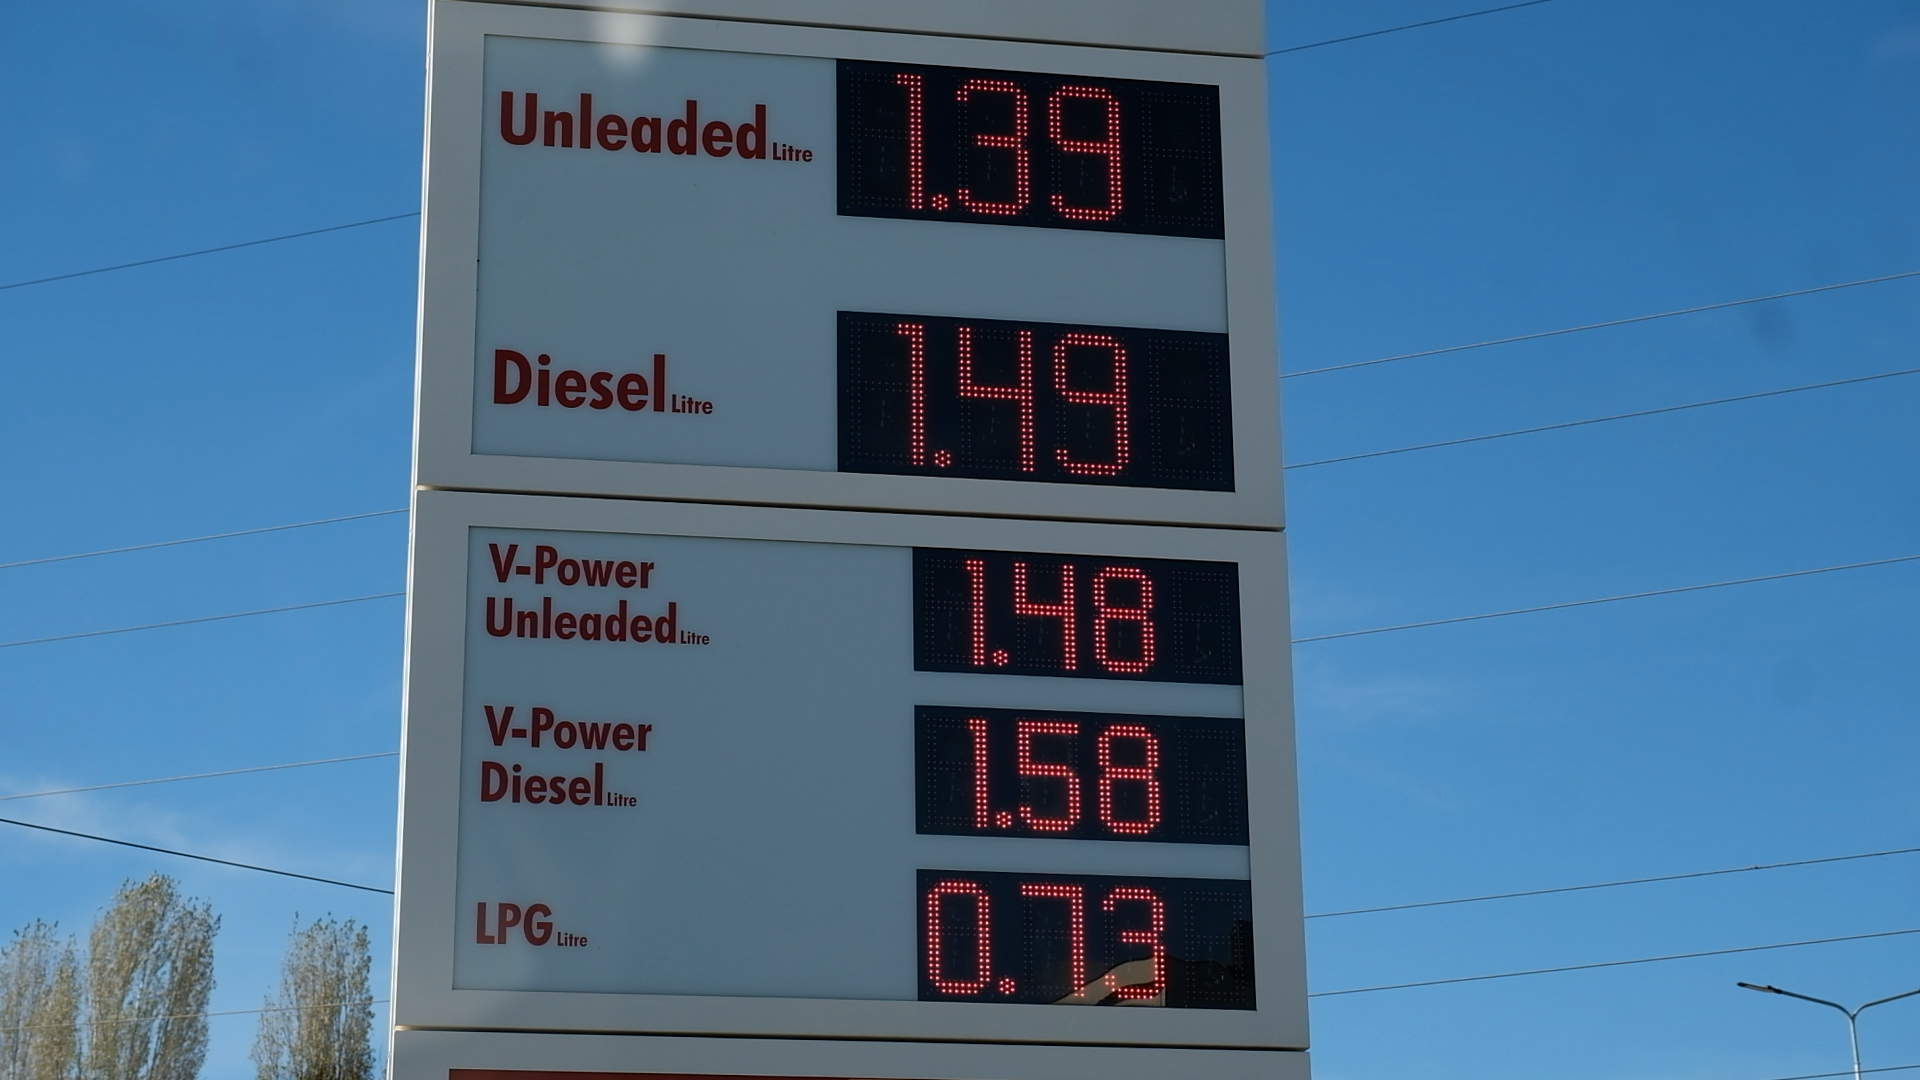 Unleaded Litre 1.39
Diesel Litre 1.49
V-Power
Unleaded Litre 1.48
V-Power
Diesel Litre 1.58
LPG Litre 0.73